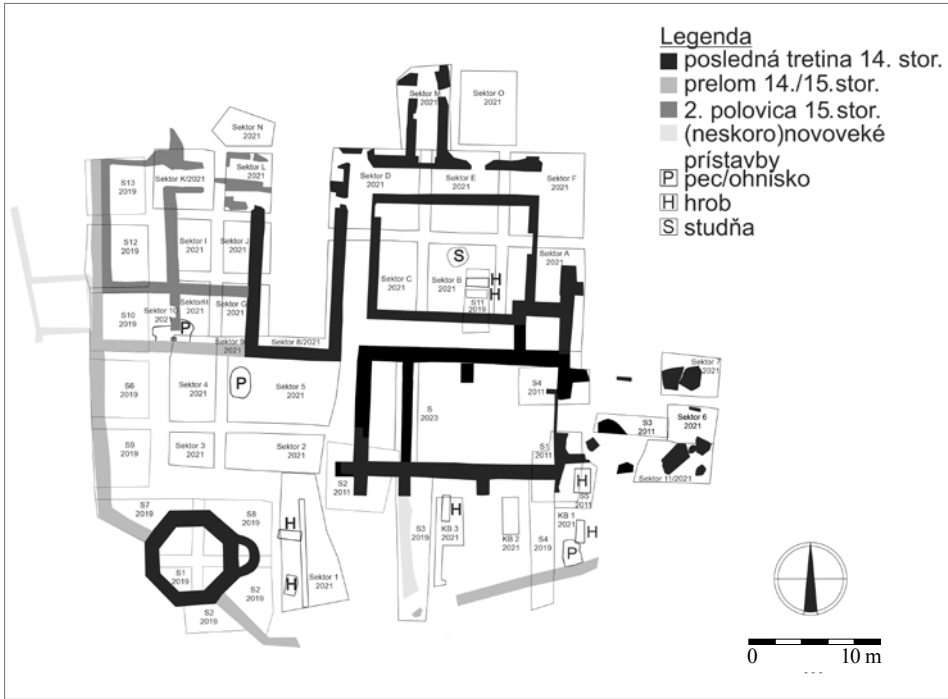 Legenda
posledná tretina 14. stor.
prelom 14./15.stor.
2. polovica 15.stor.
(neskoro)novoveké
prístavby
P pec/ohnisko
H hrob
S studňa
Sektor M
2021
Sektor O
2021
Sektor N
2021
S13
2019
Sektor K/2021
Sektor L
2021
Sektor D
2021
Sektor E
2021
Sektor F
2021
S12
2019
Sektor I
2021
Sektor J
2021
Sektor C
2021
S
Sektor B
2021
H
H
S11
2019
Sektor A
2021
S10
2019
Sektor 10
2021
SektorH
2021
P
Sektor G
2021
Sektor 9
2021
Sektor 8/2021
S6
2019
Sektor 4
2021
P
Sektor 5
2021
S
2023
S4
2011
Sektor 7
2021
S3
2011
Sektor 6
2021
S9
2019
Sektor 3
2021
Sektor 2
2021
S2
2011
S1
2011
Sektor 11/2021
H
S5
2011
S7
2019
S8
2019
H
S3
2019
KB 3
2021
H
KB 2
2021
S4
2019
KB 1
2021
H
P
S1
2019
S2
2019
S2
2019
H
Sektor 1
2021
0 10 m